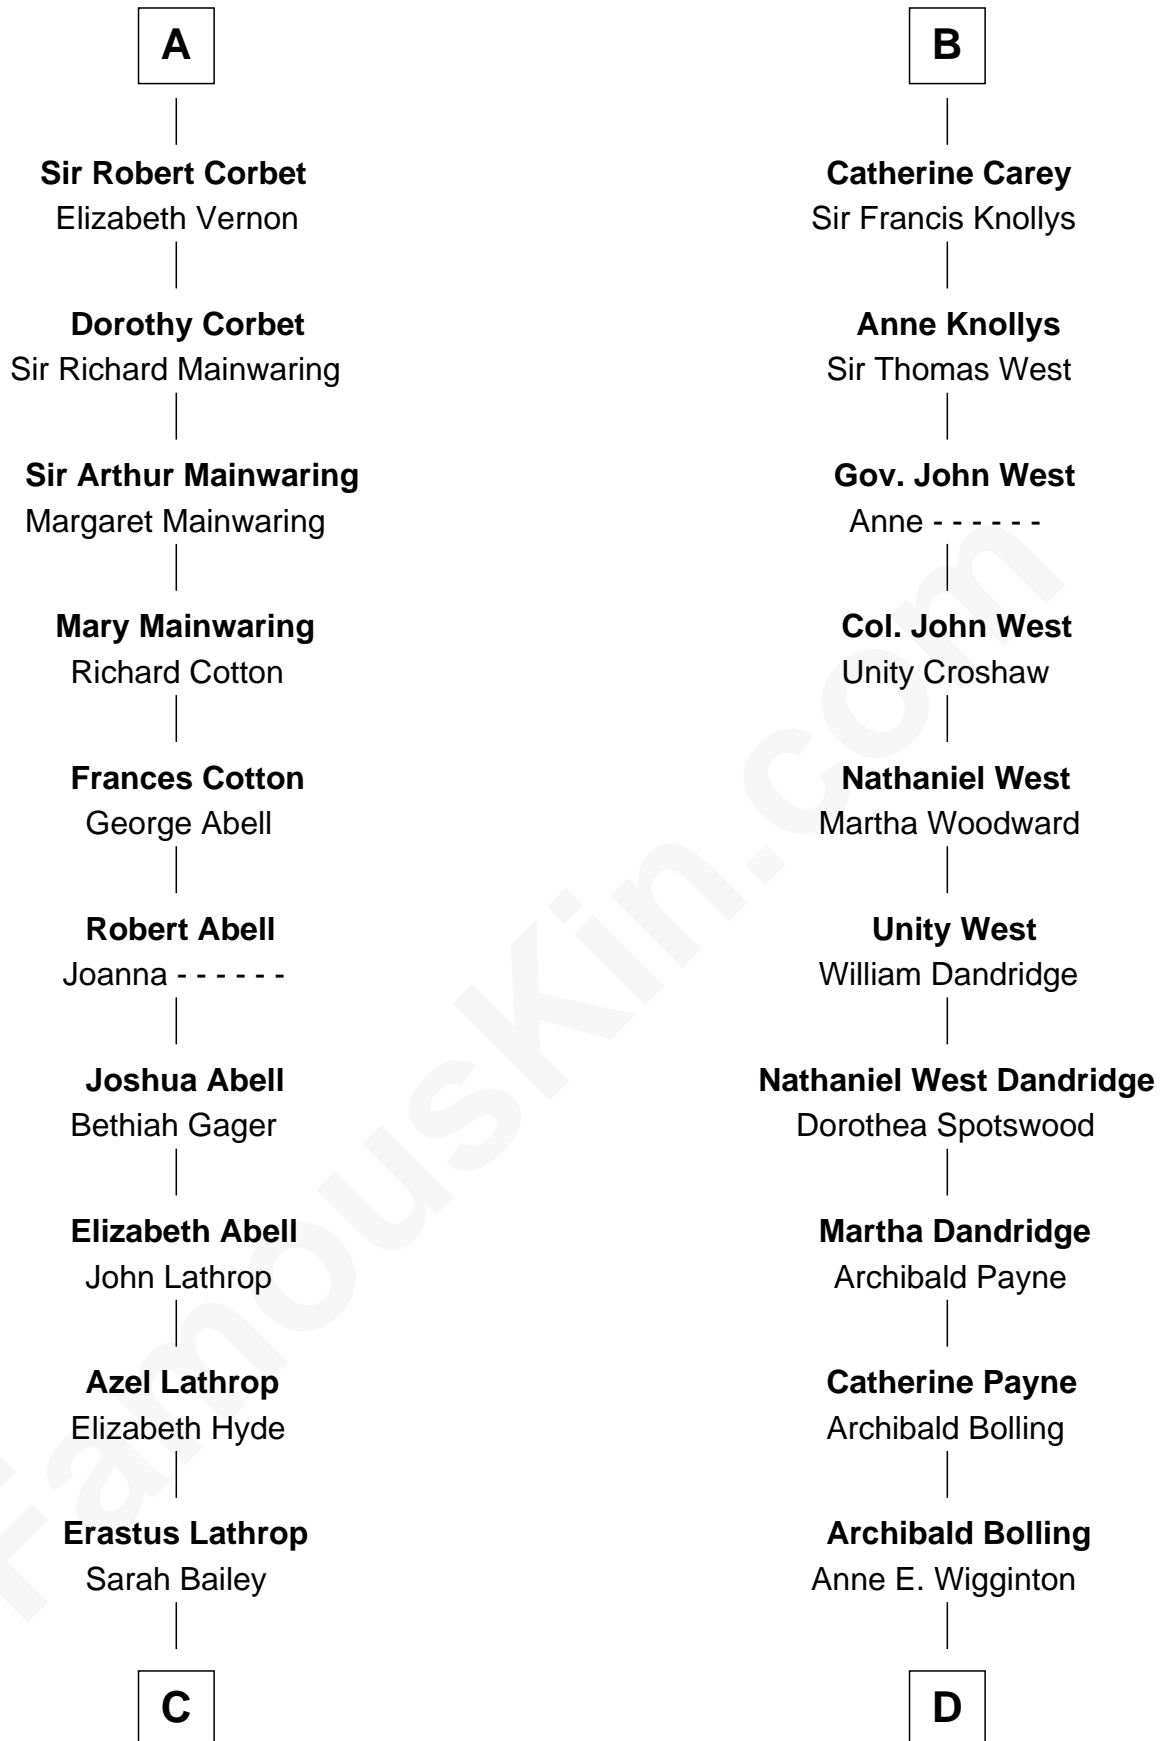 A
Sir Robert Corbet
Elizabeth Vernon
Dorothy Corbet
Sir Richard Mainwaring
Sir Arthur Mainwaring
Margaret Mainwaring
Mary Mainwaring
Richard Cotton
Frances Cotton
George Abell
Robert Abell
Joanna - - - - - -
Joshua Abell
Bethiah Gager
Elizabeth Abell
John Lathrop
Azel Lathrop
Elizabeth Hyde
Erastus Lathrop
Sarah Bailey
C
B
Catherine Carey
Sir Francis Knollys
Anne Knollys
Sir Thomas West
Gov. John West
Anne - - - - - -
Col. John West
Unity Croshaw
Nathaniel West
Martha Woodward
Unity West
William Dandridge
Nathaniel West Dandridge
Dorothea Spotswood
Martha Dandridge
Archibald Payne
Catherine Payne
Archibald Bolling
Archibald Bolling
Anne E. Wigginton
D
FamousKin.com